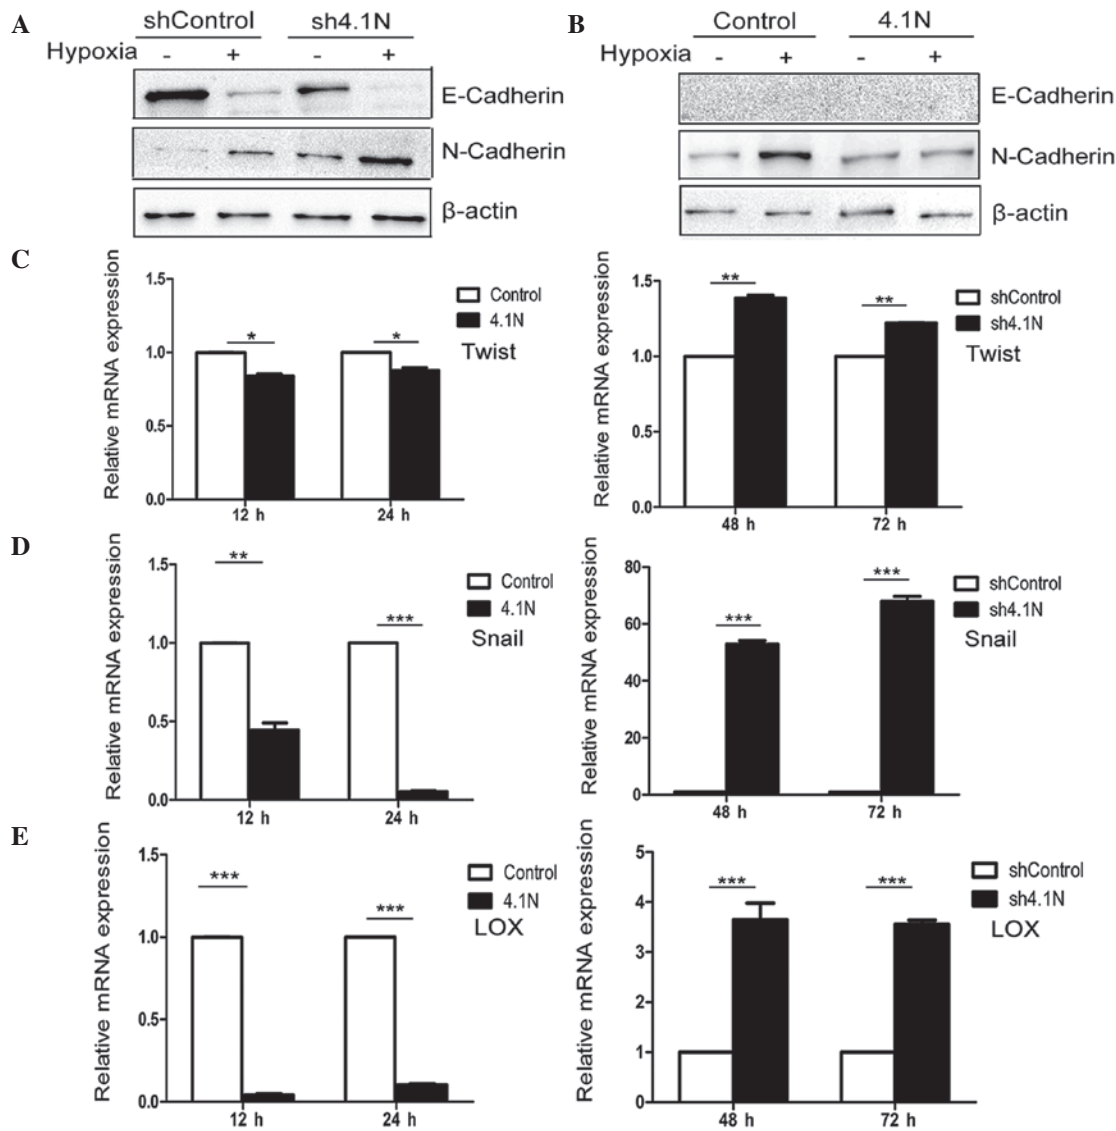 A
shControl sh4.1N
Hypoxia - + - +
E-Cadherin
N-Cadherin
β-actin
B
Control 4.1N
Hypoxia - + - +
E-Cadherin
N-Cadherin
β-actin
C
Relative mRNA expression
1.5
1.0
0.5
0.0
* *
12 h 24 h
Control
4.1N
Twist
Relative mRNA expression
1.5
1.0
0.5
0.0
** **
48 h 72 h
shControl
sh4.1N
Twist
D
Relative mRNA expression
1.5
1.0
0.5
0.0
** ***
12 h 24 h
Control
4.1N
Snail
Relative mRNA expression
80
60
40
20
0
*** ***
48 h 72 h
shControl
sh4.1N
Snail
E
Relative mRNA expression
1.5
1.0
0.5
0.0
*** ***
12 h 24 h
Control
4.1N
LOX
Relative mRNA expression
5
4
3
2
1
0
*** ***
48 h 72 h
shControl
sh4.1N
LOX